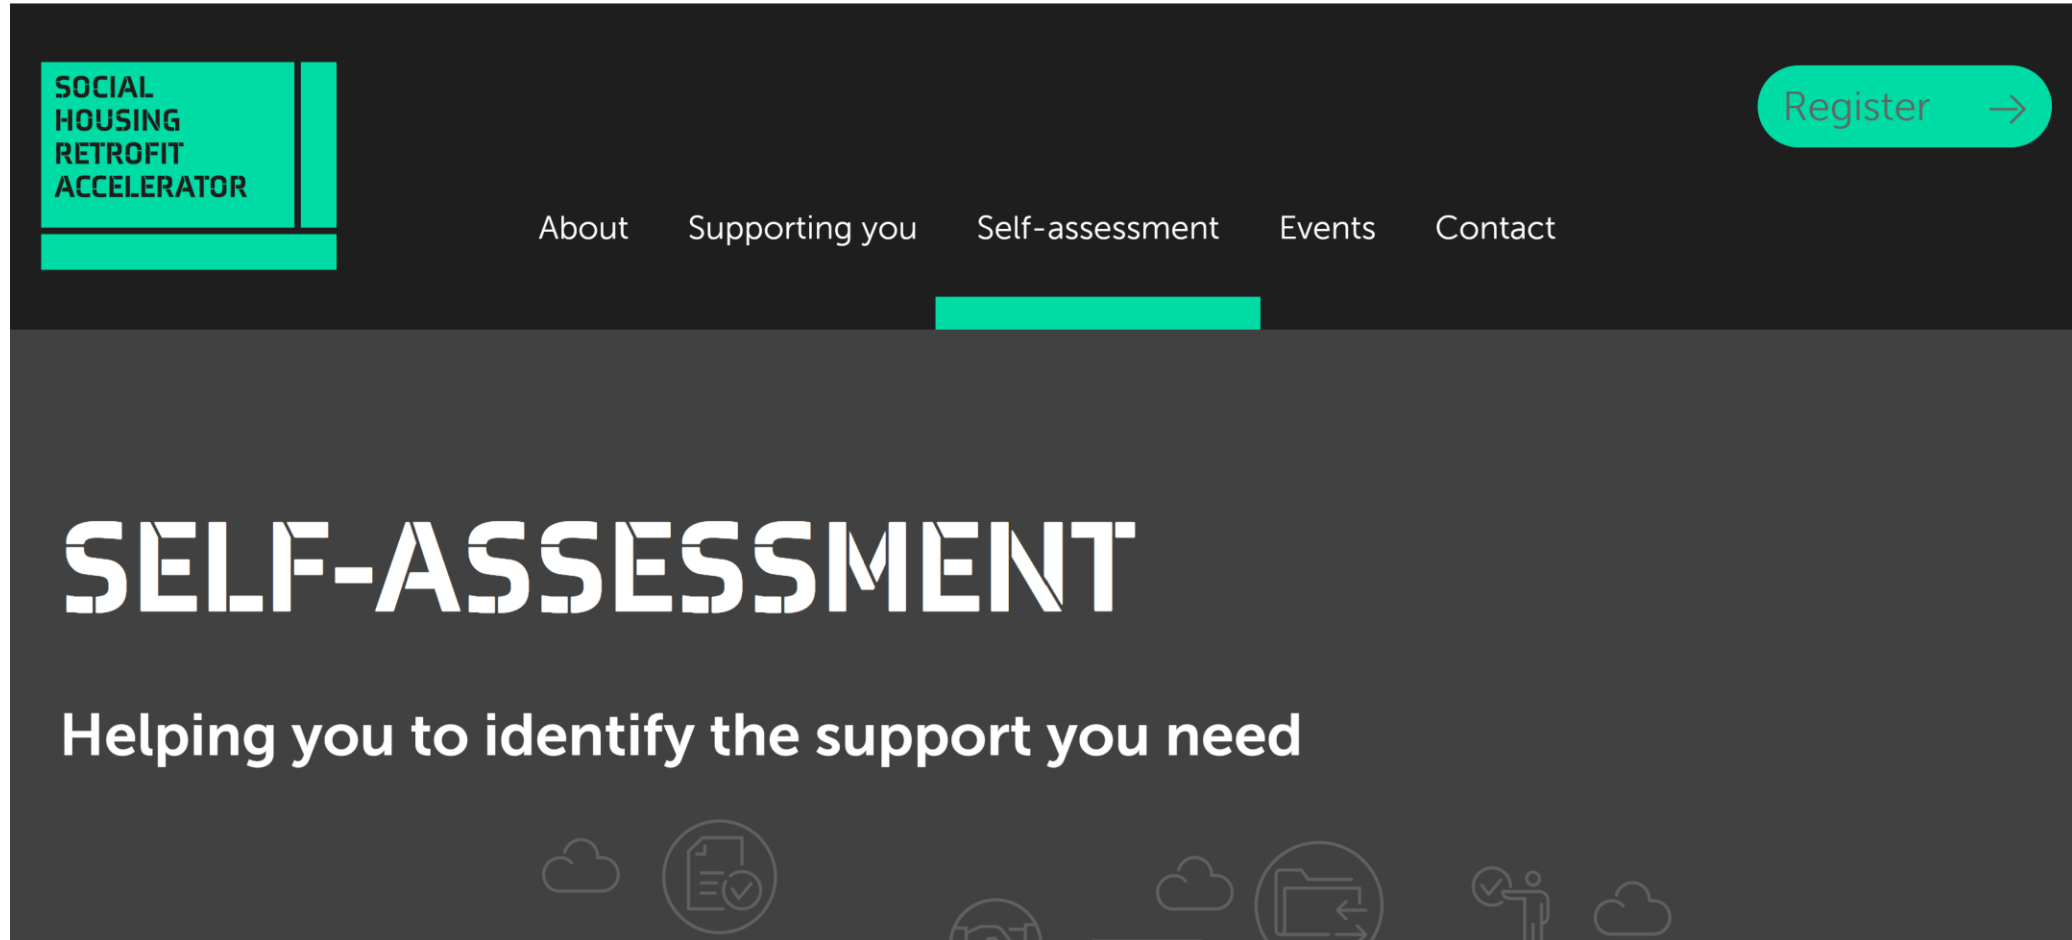 SOCIAL
HOUSING
RETROFIT
ACCELERATOR
Register
About Supporting you Self-assessment Events Contact
SELF-ASSESSMENT
Helping you to identify the support you need